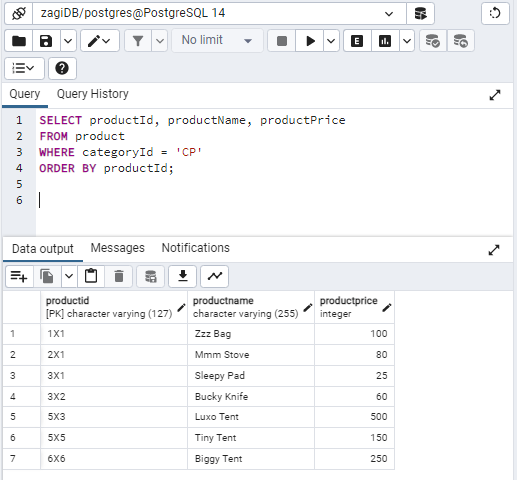 zagiDB/postgres@PostgreSQL 14
No limit
E
Query Query History
1 SELECT productId, productName, productPrice
2 FROM product
3 WHERE categoryId = 'CP'
4 ORDER BY productId;
5
6
Data output Messages Notifications
productid productname productprice
[PK] character varying (127) character varying (255) integer
1 1X1 Zzz Bag 100
2 2X1 Mmm Stove 80
3 3X1 Sleepy Pad 25
4 3X2 Bucky Knife 60
5 5X3 Luxo Tent 500
6 5X5 Tiny Tent 150
7 6X6 Biggy Tent 250